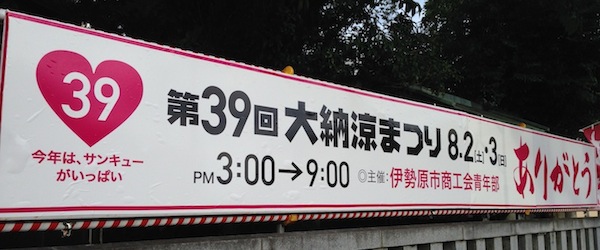 39
今年は、サンキューが
がいっぱい
第39回 大納涼まつり 8.2(土)・3(日)
PM3:00→9:00 ◎主催:伊勢原市商工会青年部
ありがとう